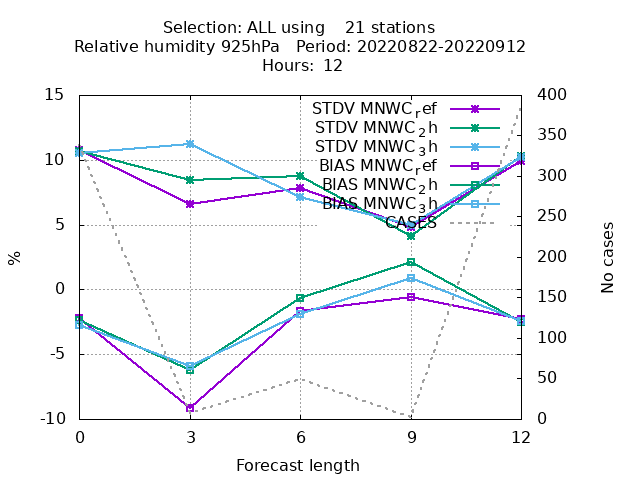 Selection: ALL using    21 stations
Relative humidity 925hPa   Period: 20220822-20220912
Hours: 12
15
10
5
0
-5
-10
%
400
350
300
250
200
150
100
50
0
No cases
STDV MNWC_ref
STDV MNWC_2h
STDV MNWC_3h
BIAS MNWC_ref
BIAS MNWC_2h
BIAS MNWC_3h
CASES
0 3 6 9 12
Forecast length